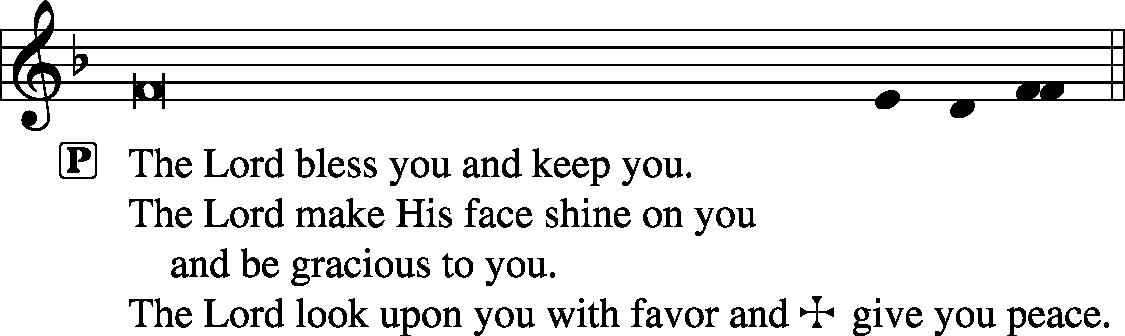 P The Lord bless you and keep you.
The Lord make His face shine on you
and be gracious to you.
The Lord look upon you with favor and ☩ give you peace.